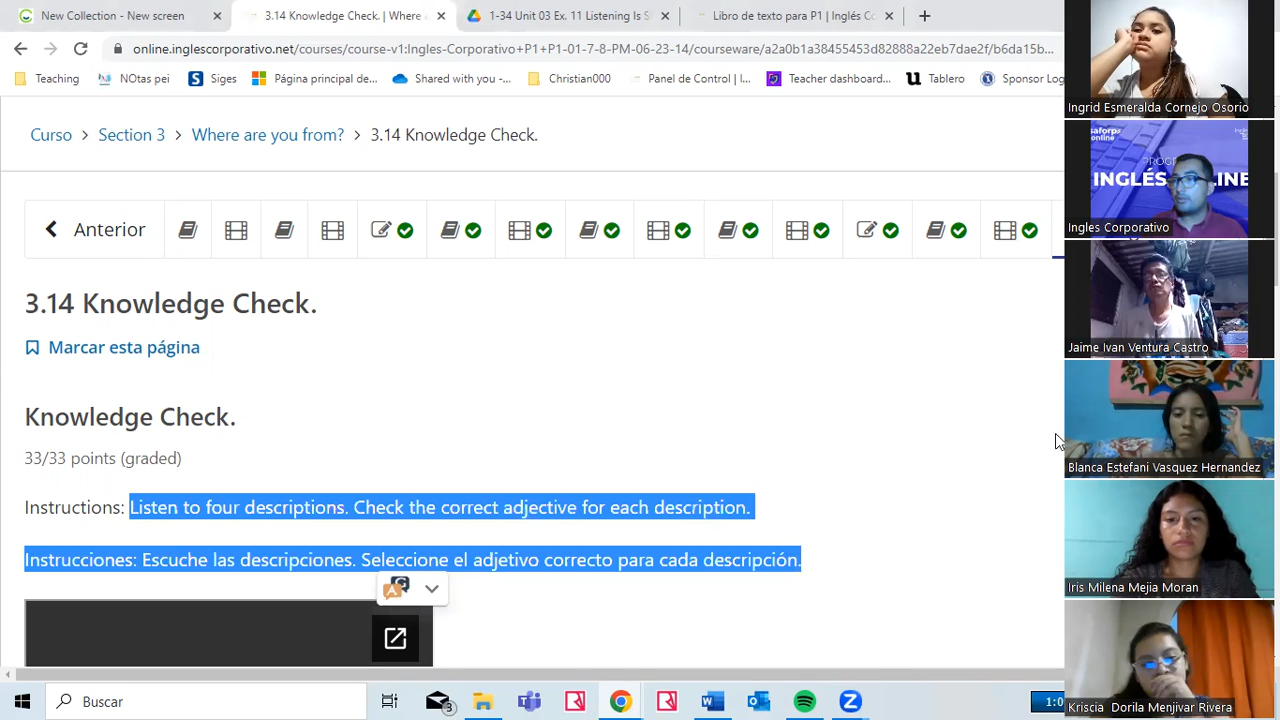 New Collection - New screen
3.14 Knowledge Check. | Where
1-34 Unit 03 Ex. 11 Listening Is S
Libro de texto para P1 | Inglés C
online.inglescorporativo.net/courses/course-v1:Ingles-Corporativo+P1+P1-01-7-8-PM-06-23-14/courseware/a2a0b1a38455453082888a22eb7dae2f/b6da15b...
Teaching
NOtas pei
Siges
Página principal de...
Shared with you -...
Christian000
Panel de Control | I...
Teacher dashboard...
Tablero
Sponsor Log
Curso > Section 3 > Where are you from? > 3.14 Knowledge Check.
Anterior
3.14 Knowledge Check.
Marcar esta página
Knowledge Check.
33/33 points (graded)
Instructions: Listen to four descriptions. Check the correct adjective for each description.
Instrucciones: Escuche las descripciones. Seleccione el adjetivo correcto para cada descripción.
Buscar
3
1:0
Ingrid Esmeralda Cornejo Osorio
INGLÉS
Ingles Corporativo
Jaime Ivan Ventura Castro
Blanca Estefani Vasquez Hernandez
Iris Milena Mejia Moran
Kriscia Dorila Menjivar Rivera